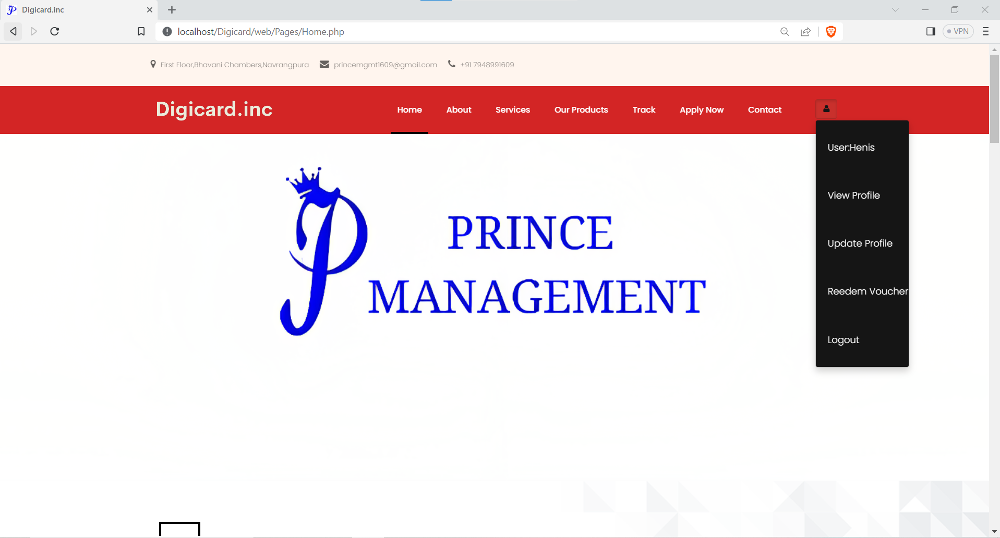 Digicard.inc
localhost/Digicard/web/Pages/Home.php
VPN
First Floor,Bhavani Chambers,Navrangpura princemgmt1609@gmail.com +91 7948991609
Digicard.inc Home About Services Our Products Track Apply Now Contact
User:Henis
View Profile
Update Profile
Reedem Voucher
Logout
PRINCE
MANAGEMENT